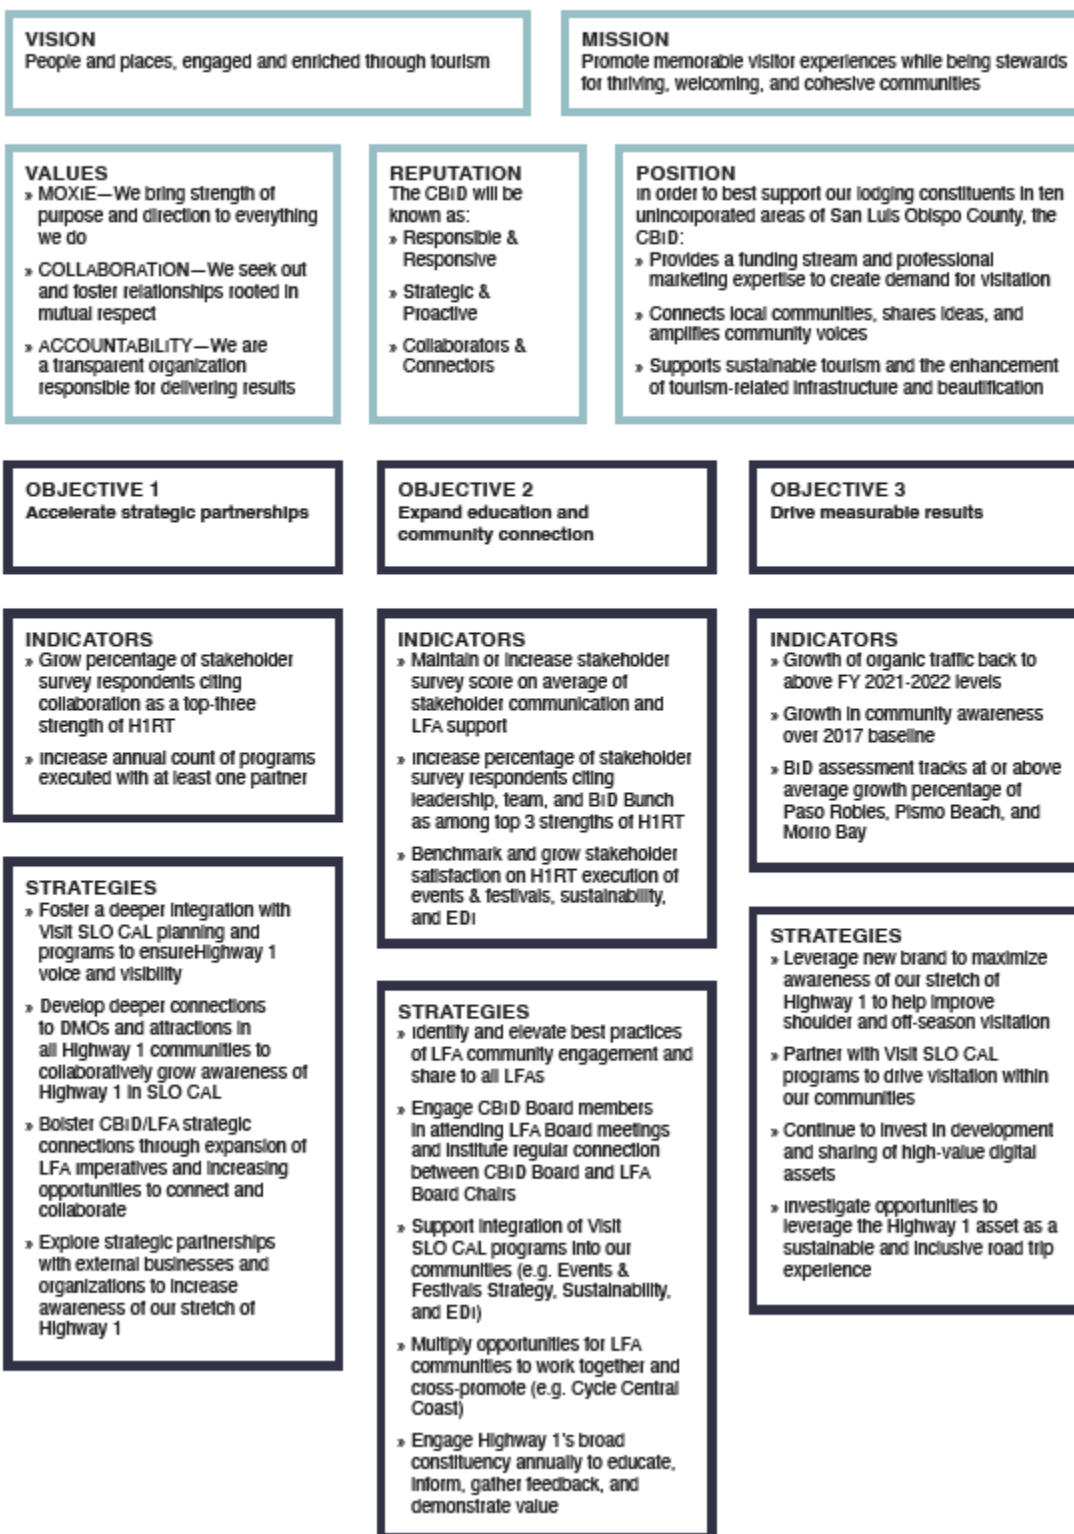 VISION
People and places, engaged and enriched through tourism
MISSION
Promote memorable visitor experiences while being stewards
for thriving, welcoming, and cohesive communities
VALUES
» MOXIE—We bring strength of
purpose and direction to everything
we do
» COLLABORATION—We seek out
and foster relationships rooted in
mutual respect
» ACCOUNTABILITY—We are
a transparent organization
responsible for delivering results
REPUTATION
The CBID will be
known as:
» Responsible &
Responsive
» Strategic &
Proactive
» Collaborators &
Connectors
POSITION
In order to best support our lodging constituents in ten
unincorporated areas of San Luis Obispo County, the
CBID:
» Provides a funding stream and professional
marketing expertise to create demand for visitation
» Connects local communities, shares ideas, and
amplifies community voices
» Supports sustainable tourism and the enhancement
of tourism-related infrastructure and beautification
OBJECTIVE 1
Accelerate strategic partnerships
OBJECTIVE 2
Expand education and
community connection
OBJECTIVE 3
Drive measurable results
INDICATORS
» Grow percentage of stakeholder
survey respondents citing
collaboration as a top-three
strength of H1RT
» Increase annual count of programs
executed with at least one partner
STRATEGIES
» Foster a deeper integration with
Visit SLO CAL planning and
programs to ensureHighway 1
voice and visibility
» Develop deeper connections
to DMOs and attractions in
all Highway 1 communities to
collaboratively grow awareness of
Highway 1 in SLO CAL
» Bolster CBID/LFA strategic
connections through expansion of
LFA imperatives and increasing
opportunities to connect and
collaborate
» Explore strategic partnerships
with external businesses and
organizations to increase
awareness of our stretch of
Highway 1
INDICATORS
» Maintain or increase stakeholder
survey score on average of
stakeholder communication and
LFA support
» Increase percentage of stakeholder
survey respondents citing
leadership, team, and BID Bunch
as among top 3 strengths of H1RT
» Benchmark and grow stakeholder
satisfaction on H1RT execution of
events & festivals, sustainability,
and EDI
STRATEGIES
» Identify and elevate best practices
of LFA community engagement and
share to all LFAs
» Engage CBID Board members
in attending LFA Board meetings
and institute regular connection
between CBID Board and LFA
Board Chairs
» Support integration of Visit
SLO CAL programs into our
communities (e.g. Events &
Festivals Strategy, Sustainability,
and EDI)
» Multiply opportunities for LFA
communities to work together and
cross-promote (e.g. Cycle Central
Coast)
» Engage Highway 1's broad
constituency annually to educate,
inform, gather feedback, and
demonstrate value
INDICATORS
» Growth of organic traffic back to
above FY 2021-2022 levels
» Growth in community awareness
over 2017 baseline
» BID assessment tracks at or above
average growth percentage of
Paso Robles, Pismo Beach, and
Morro Bay
STRATEGIES
» Leverage new brand to maximize
awareness of our stretch of
Highway 1 to help improve
shoulder and off-season visitation
» Partner with Visit SLO CAL
programs to drive visitation within
our communities
» Continue to invest in development
and sharing of high-value digital
assets
» Investigate opportunities to
leverage the Highway 1 asset as a
sustainable and inclusive road trip
experience